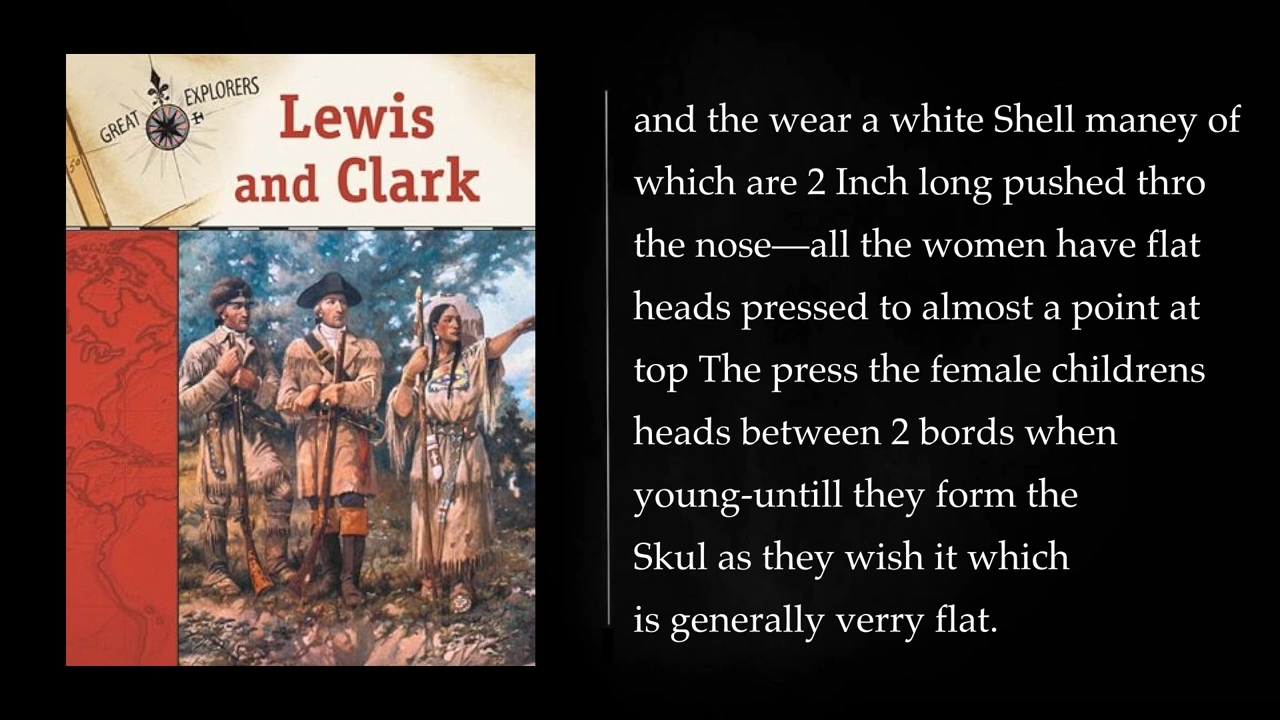 GREAT EXPLORERS
Lewis
and Clark
and the wear a white Shell maney of
which are 2 Inch long pushed thro
the nose—all the women have flat
heads pressed to almost a point at
top The press the female childrens
heads between 2 bords when
young-untill they form the
Skul as they wish it which
is generally verry flat.